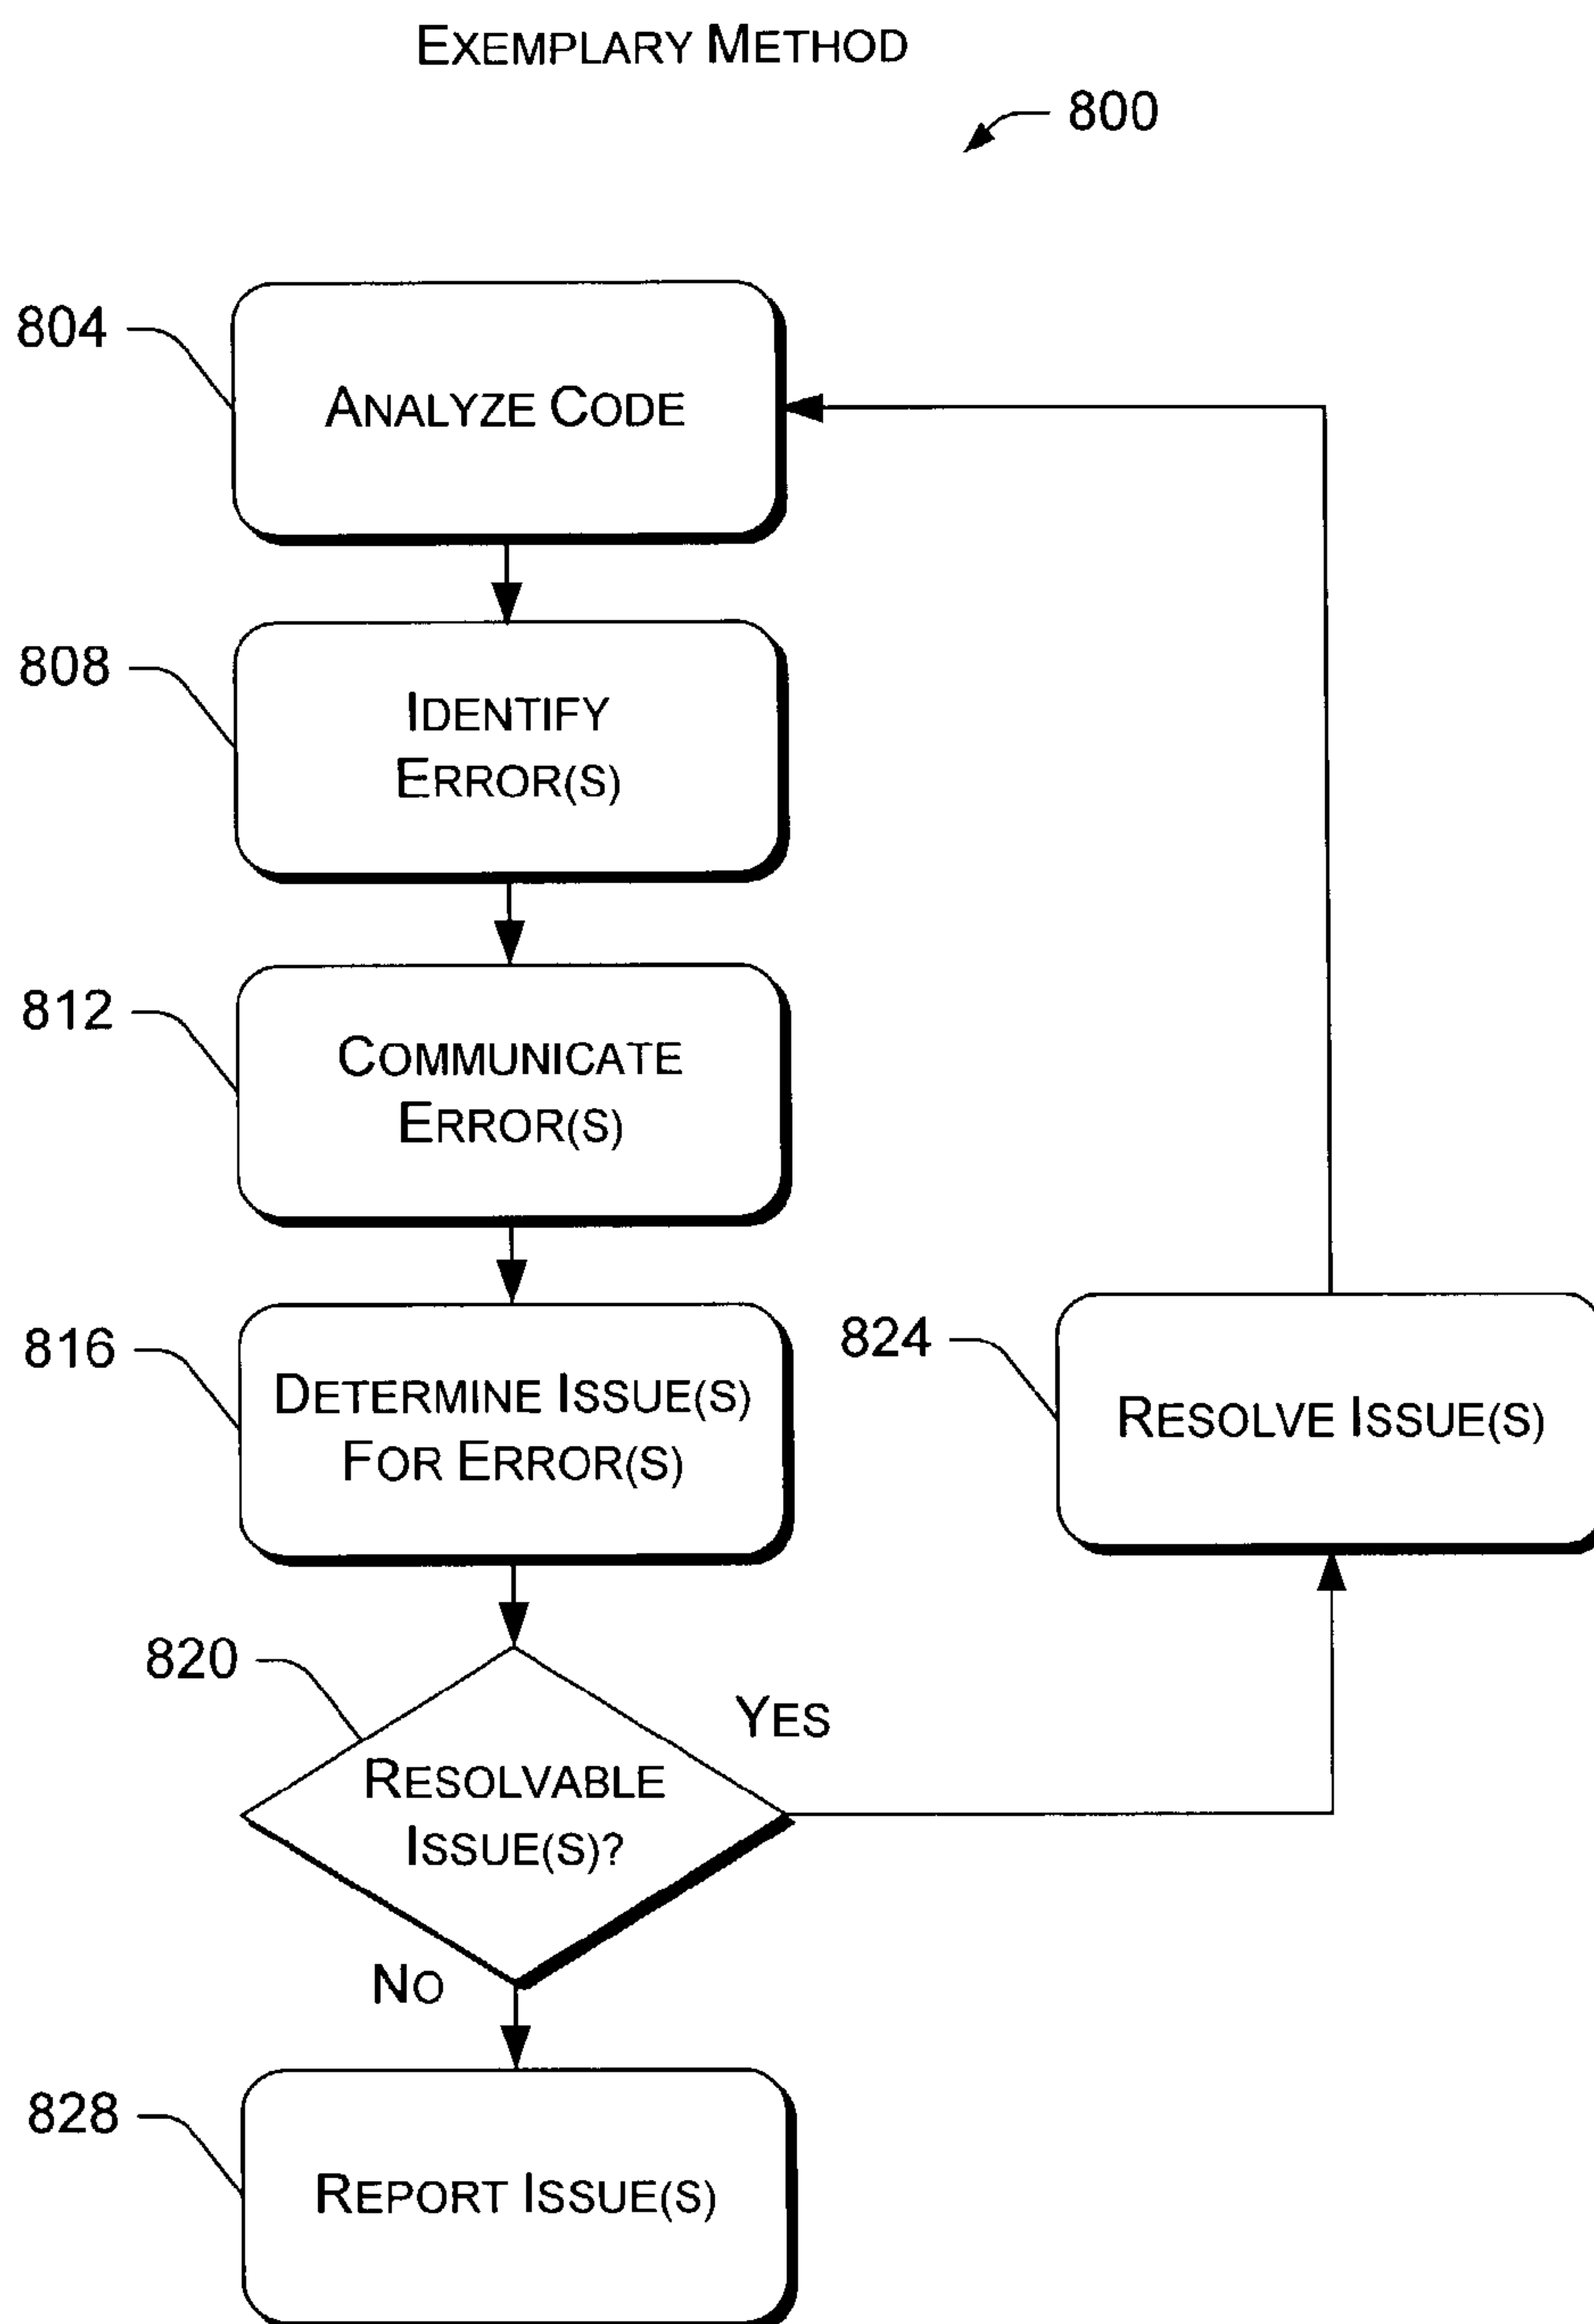 EXEMPLARY METHOD
800
804
ANALYZE CODE
808
IDENTIFY
ERROR(S)
812
COMMUNICATE
ERROR(S)
816
DETERMINE ISSUE(S)
FOR ERROR(S)
824
RESOLVE ISSUE(S)
820
YES
RESOLVABLE
ISSUE(S)?
NO
828
REPORT ISSUE(S)